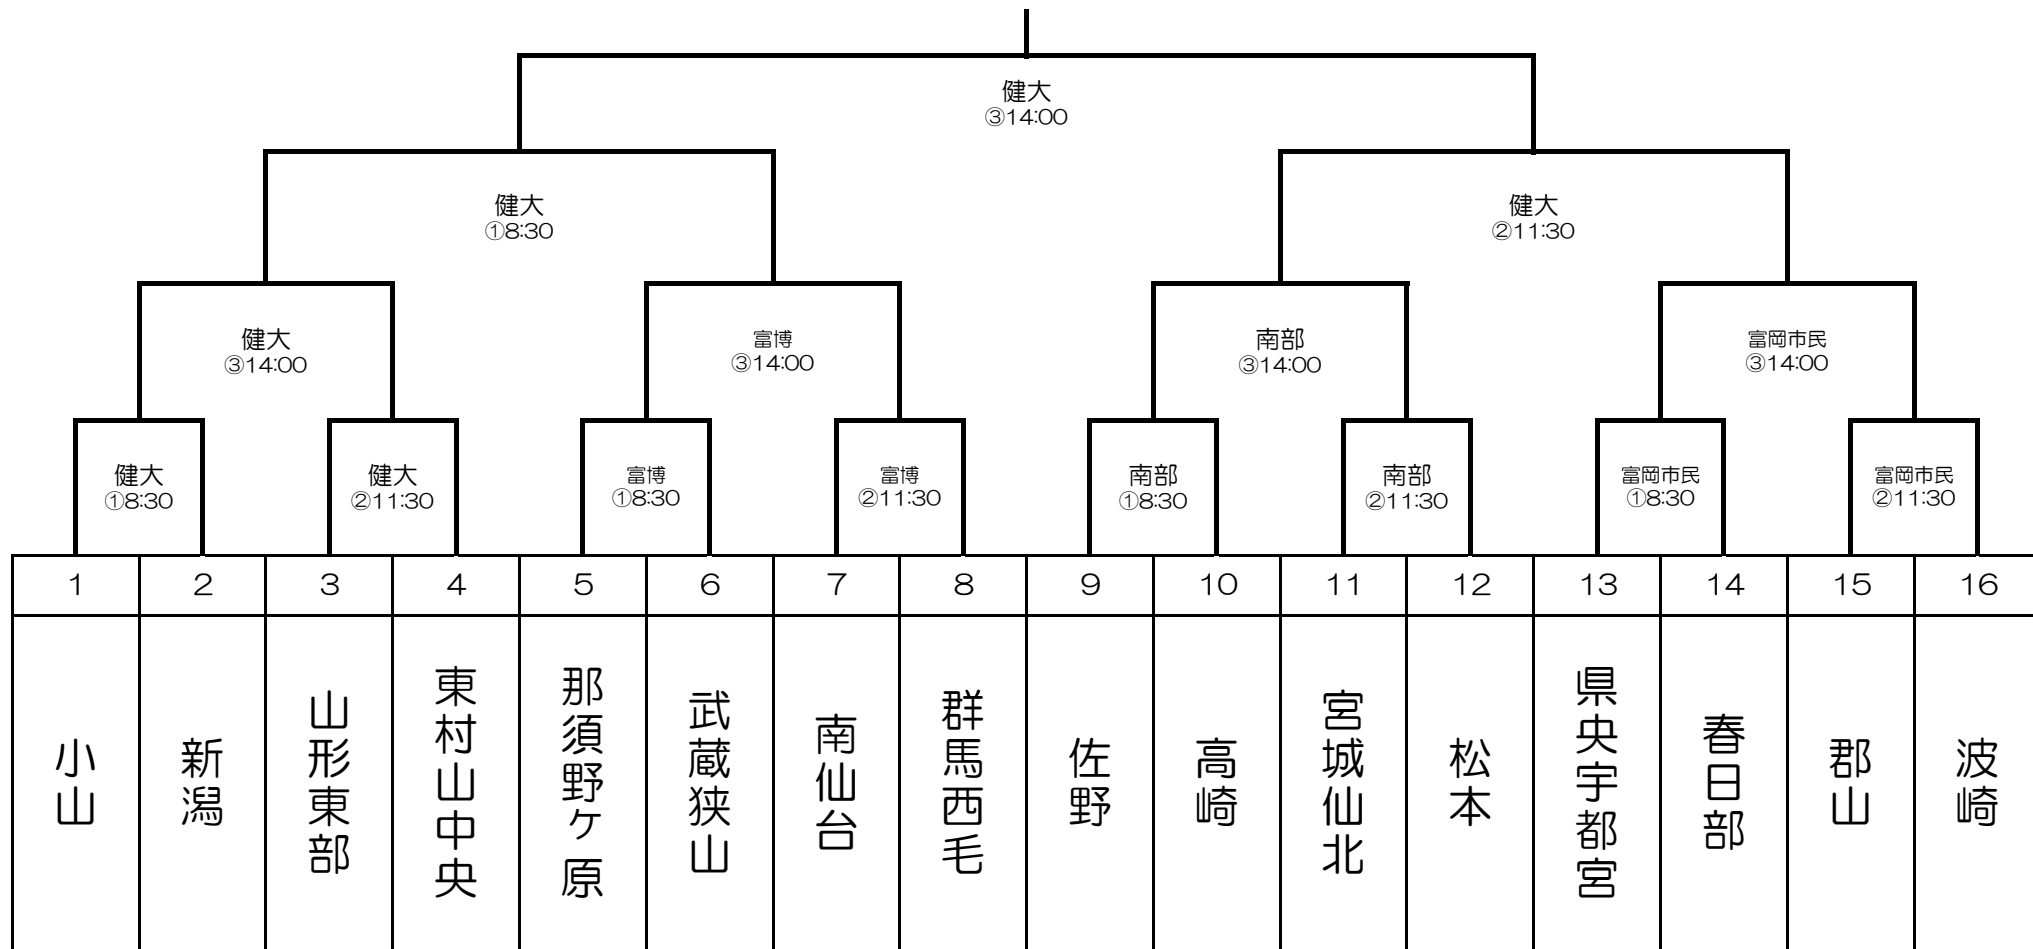 健大
③14:00
健大
①8:30
健大
②11:30
健大
③14:00
富博
③14:00
南部
③14:00
富岡市民
③14:00
健大
①8:30
健大
②11:30
富博
①8:30
富博
②11:30
南部
①8:30
南部
②11:30
富岡市民
①8:30
富岡市民
②11:30
1 2 3 4 5 6 7 8 9 10 11 12 13 14 15 16
小山
新潟
山形東部
東村山中央
那須野ケ原
武蔵狭山
南仙台
群馬西毛
佐野
高崎
宮城仙北
松本
県央宇都宮
春日部
郡山
波崎